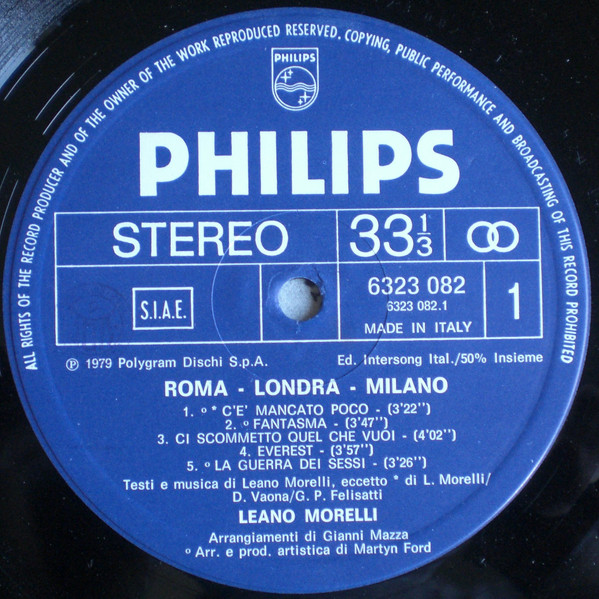 ALL RIGHTS OF THE RECORD PRODUCER AND OF THE OWNER OF THE WORK REPRODUCED RESERVED. COPYING, PUBLIC PERFORMANCE AND BROADCASTING OF THIS RECORD PROHIBITED
PHILIPS
PHILIPS
STEREO
33 1/3
S.I.A.E.
6323 082
6323 082.1
MADE IN ITALY
1
℗ 1979 Polygram Dischi S.p.A.
Ed. Intersong Ital./50% Insieme
ROMA - LONDRA - MILANO
1. º * C'E' MANCATO POCO - (3'22'')
2. º FANTASMA - (3'47'')
3. CI SCOMMETTO QUEL CHE VUOI - (4'02'')
4. EVEREST - (3'57'')
5. º LA GUERRA DEI SESSI - (3'26'')
Testi e musica di Leano Morelli, eccetto * di L. Morelli/
D. Vaona/G. P. Felisatti
LEANO MORELLI
Arrangiamenti di Gianni Mazza
º Arr. e prod. artistica di Martyn Ford